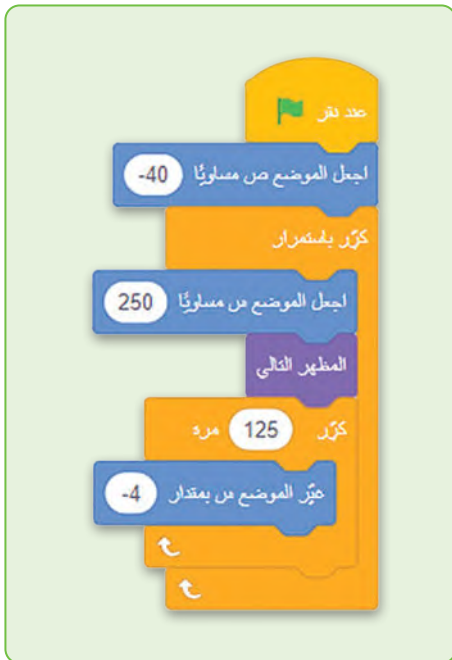 عند نقر
اجعل الموضع ص مساويًا -40
كرّر باستمرار
اجعل الموضع س مساويًا 250
المظهر التالي
كرّر 125 مرة
غيّر الموضع س بمقدار -4